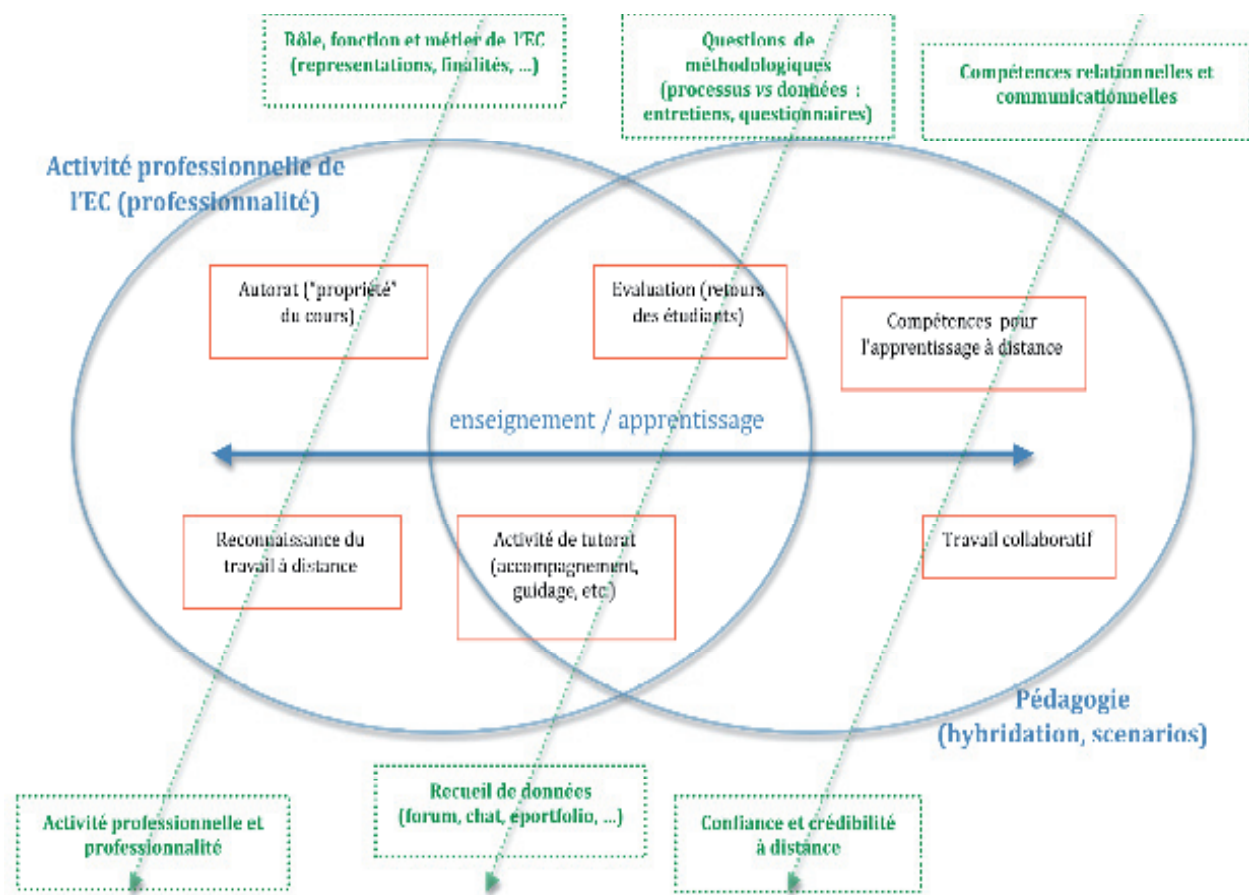 Rôle, fonction et métier de l'EC
(representations, finalités, ...)
Questions de
méthodologiques
(processus vs données :
entretiens, questionnaires)
Compétences relationnelles et
communicationnelles
Activité professionnelle de
l'EC (professionnalité)
Autorat ("propriété"
du cours)
Evaluation (retours
des étudiants)
Compétences pour
l'apprentissage à distance
enseignement / apprentissage
Reconnaissance du
travail à distance
Activité de tutorat
(accompagnement,
guidage, etc.)
Travail collaboratif
Pédagogie
(hybridation, scenarios)
Activité professionnelle et
professionnalité
Recueil de données
(forum, chat, eportfolio, ...)
Confiance et crédibilité
à distance